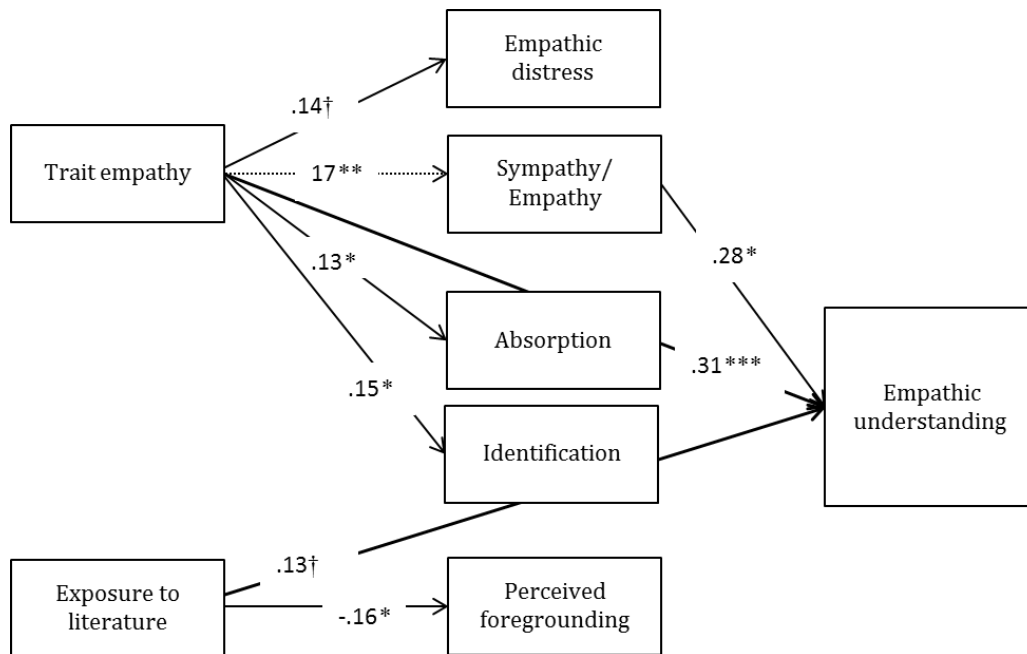 Empathic
distress
.14†
Trait empathy
17**
Sympathy/
Empathy
.28*
.13*
Absorption
.31***
.15*
Empathic
understanding
Identification
.13†
Exposure to
literature
-.16*
Perceived
foregrounding